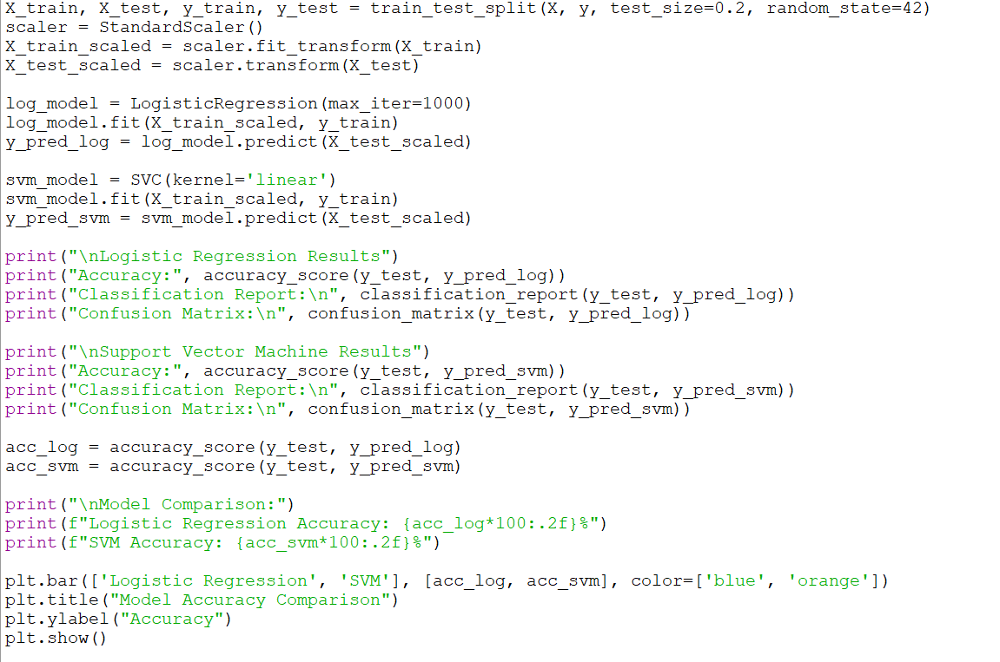 X_train, X_test, y_train, y_test = train_test_split(X, y, test_size=0.2, random_state=42)
scaler = StandardScaler()
X_train_scaled = scaler.fit_transform(X_train)
X_test_scaled = scaler.transform(X_test)

log_model = LogisticRegression(max_iter=1000)
log_model.fit(X_train_scaled, y_train)
y_pred_log = log_model.predict(X_test_scaled)

svm_model = SVC(kernel='linear')
svm_model.fit(X_train_scaled, y_train)
y_pred_svm = svm_model.predict(X_test_scaled)

print("\nLogistic Regression Results")
print("Accuracy:", accuracy_score(y_test, y_pred_log))
print("Classification Report:\n", classification_report(y_test, y_pred_log))
print("Confusion Matrix:\n", confusion_matrix(y_test, y_pred_log))

print("\nSupport Vector Machine Results")
print("Accuracy:", accuracy_score(y_test, y_pred_svm))
print("Classification Report:\n", classification_report(y_test, y_pred_svm))
print("Confusion Matrix:\n", confusion_matrix(y_test, y_pred_svm))

acc_log = accuracy_score(y_test, y_pred_log)
acc_svm = accuracy_score(y_test, y_pred_svm)

print("\nModel Comparison:")
print(f"Logistic Regression Accuracy: {acc_log*100:.2f}%")
print(f"SVM Accuracy: {acc_svm*100:.2f}%")

plt.bar(['Logistic Regression', 'SVM'], [acc_log, acc_svm], color=['blue', 'orange'])
plt.title("Model Accuracy Comparison")
plt.ylabel("Accuracy")
plt.show()